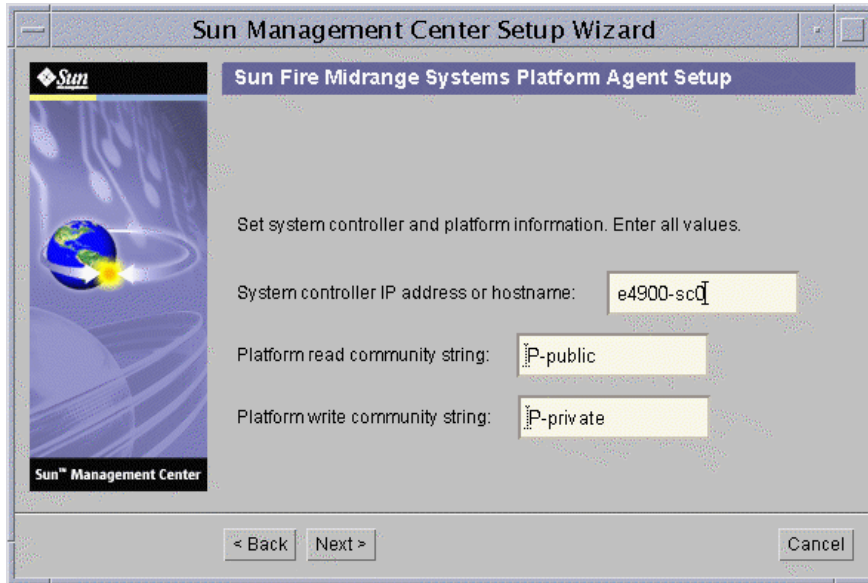 Sun Management Center Setup Wizard
Sun
Sun Fire Midrange Systems Platform Agent Setup
Set system controller and platform information. Enter all values.
System controller IP address or hostname: e4900-sc0
Platform read community string: P-public
Platform write community string: P-private
Sun™ Management Center
< Back Next > Cancel